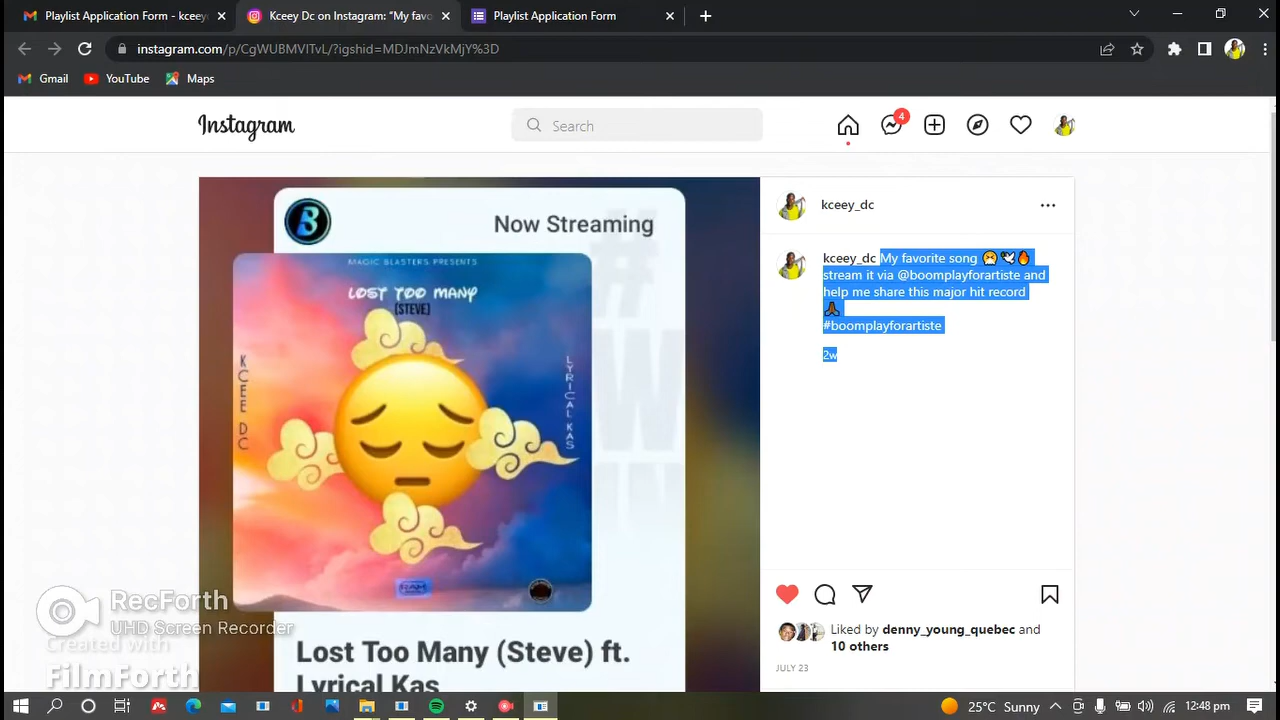 Playlist Application Form - kceey
Kceey Dc on Instagram: "My favo
Playlist Application Form
instagram.com/p/CgWUBMVITvL/?igshid=MDJmNzVkMjY%3D
Gmail
YouTube
Maps
Instagram
Search
4
B
Now Streaming
MAGIC BLASTERS PRESENTS
LOST TOO MANY
(STEVE)
KCEE DC
LYRICAL KAS
Lost Too Many (Steve) ft.
Lyrical Kas
kceey_dc
kceey_dc My favorite song 😷🕊🔥
stream it via @boomplayforartiste and
help me share this major hit record
🙏🏿
#boomplayforartiste
2w
Liked by denny_young_quebec and
10 others
JULY 23
RecForth
UHD Screen Recorder
Created with
FilmForth
25°C Sunny
12:48 pm